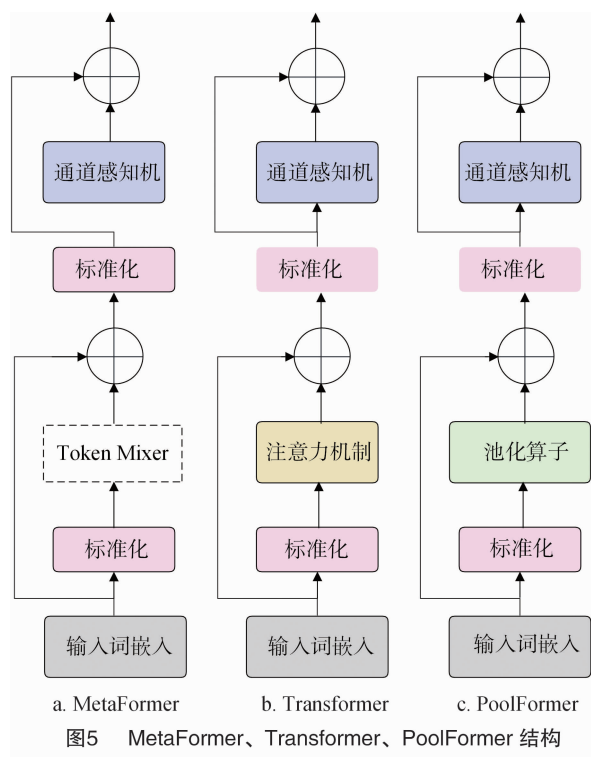 通道感知机 通道感知机 通道感知机
标准化 标准化 标准化
Token Mixer 注意力机制 池化算子
标准化 标准化 标准化
输入词嵌入 输入词嵌入 输入词嵌入
a. MetaFormer b. Transformer c. PoolFormer
图5 MetaFormer、Transformer、PoolFormer 结构